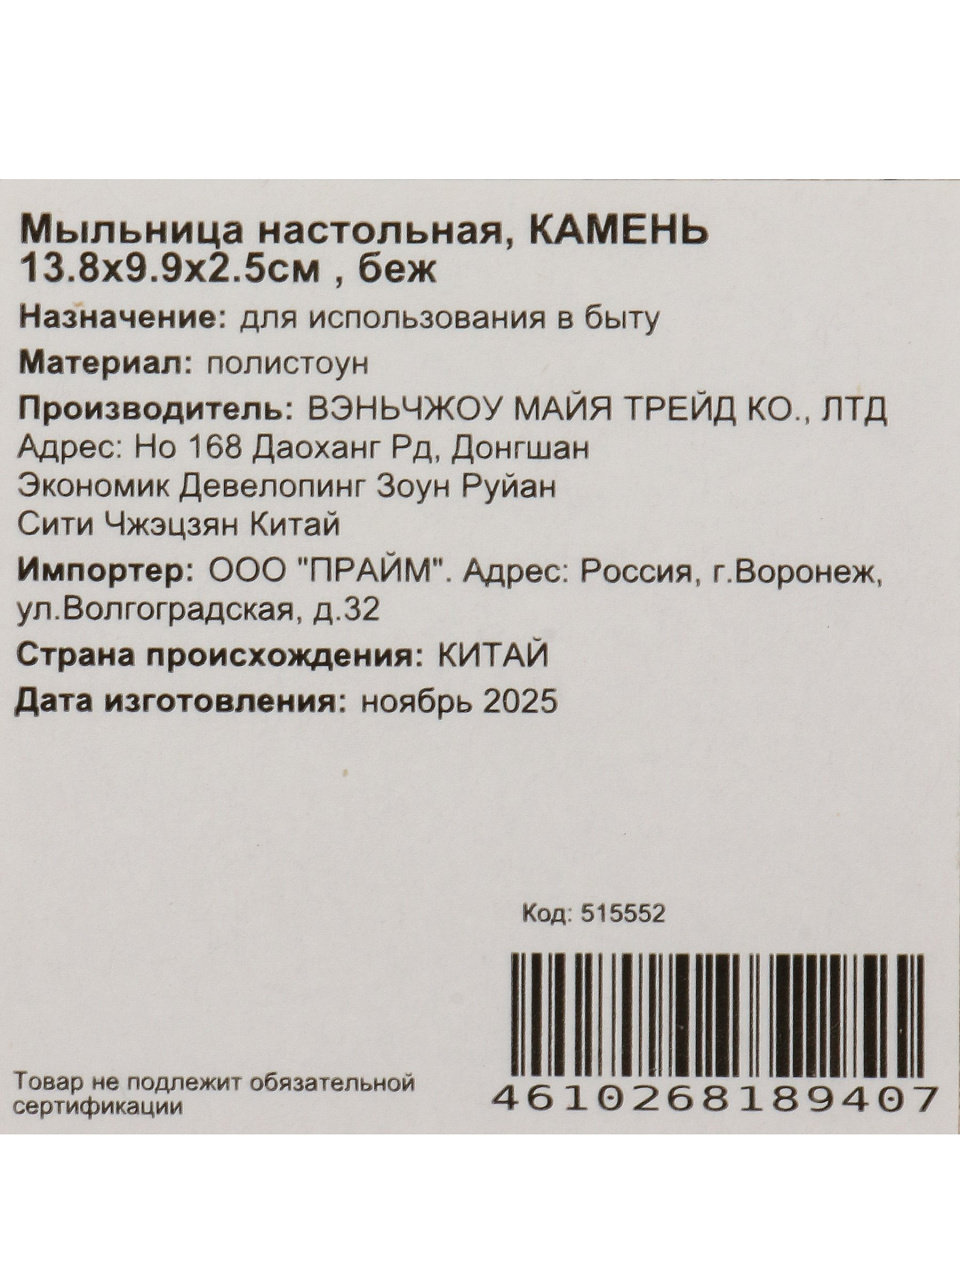 Мыльница настольная, КАМЕНЬ
13.8х9.9х2.5см , беж
Назначение: для использования в быту
Материал: полистоун
Производитель: ВЭНЬЧЖОУ МАЙЯ ТРЕЙД КО., ЛТД
Адрес: Но 168 Даоханг Рд, Донгшан
Экономик Девелопинг Зоун Руйан
Сити Чжэцзян Китай
Импортер: ООО "ПРАЙМ". Адрес: Россия, г.Воронеж,
ул.Волгоградская, д.32
Страна происхождения: КИТАЙ
Дата изготовления: ноябрь 2025
Код: 515552
Товар не подлежит обязательной
сертификации
4610268189407